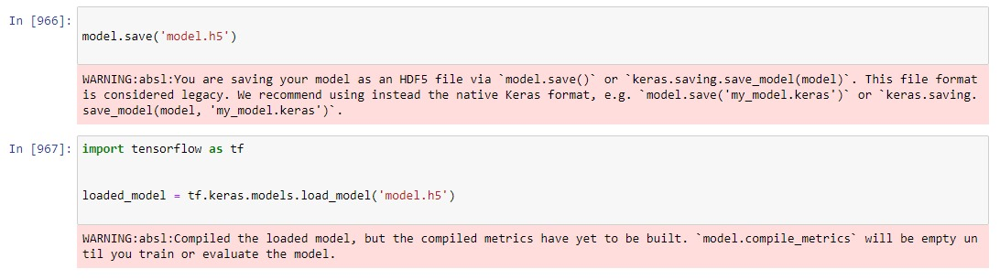 In [966]:
model.save('model.h5')
WARNING:absl:You are saving your model as an HDF5 file via `model.save()` or `keras.saving.save_model(model)`. This file format
is considered legacy. We recommend using instead the native Keras format, e.g. `model.save('my_model.keras')` or `keras.saving.
save_model(model, 'my_model.keras')`.
In [967]:
import tensorflow as tf
loaded_model = tf.keras.models.load_model('model.h5')
WARNING:absl:Compiled the loaded model, but the compiled metrics have yet to be built. `model.compile_metrics` will be empty un
til you train or evaluate the model.